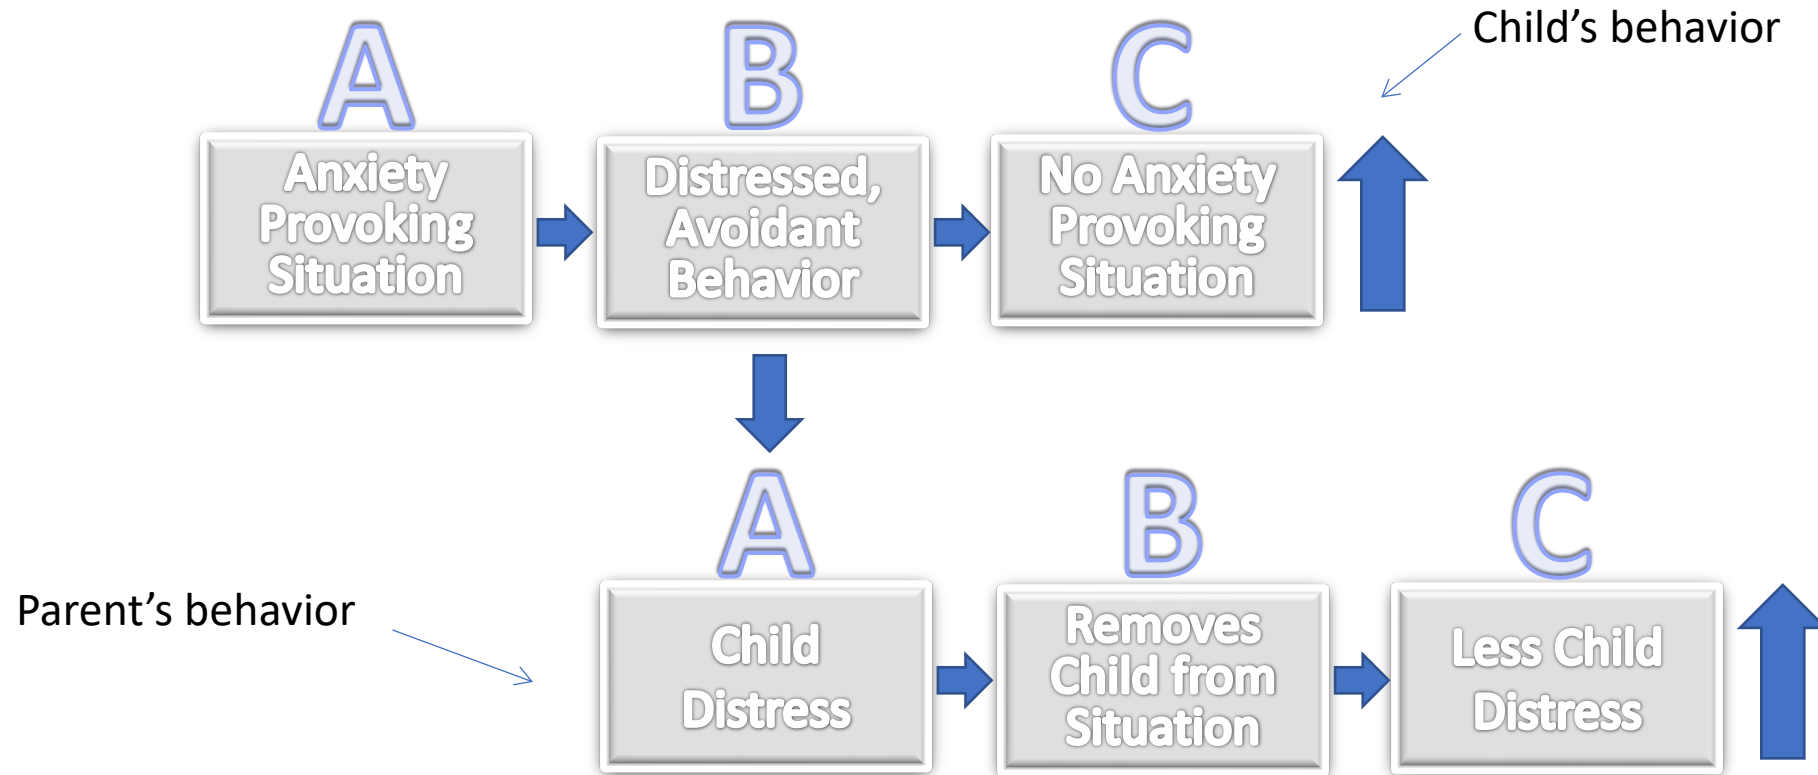 Child’s behavior
A
B
C
Anxiety
Provoking
Situation
Distressed,
Avoidant
Behavior
No Anxiety
Provoking
Situation
Parent’s behavior
A
B
C
Child
Distress
Removes
Child from
Situation
Less Child
Distress